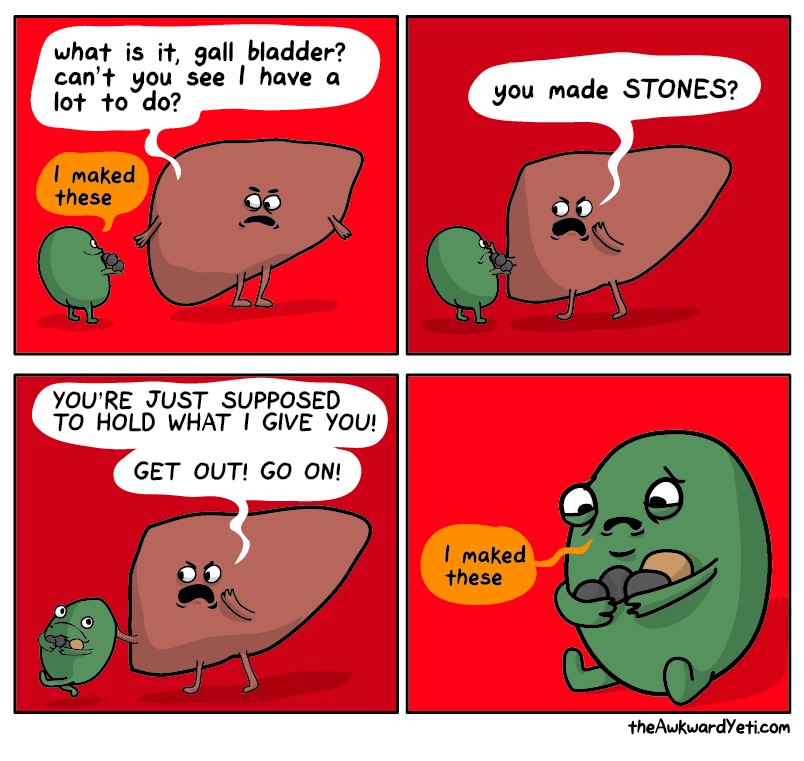 what is it, gall bladder?
can't you see I have a
lot to do?
I maked
these
you made STONES?
YOU'RE JUST SUPPOSED
TO HOLD WHAT I GIVE YOU!
GET OUT! GO ON!
I maked
these
theAwkwardYeti.com